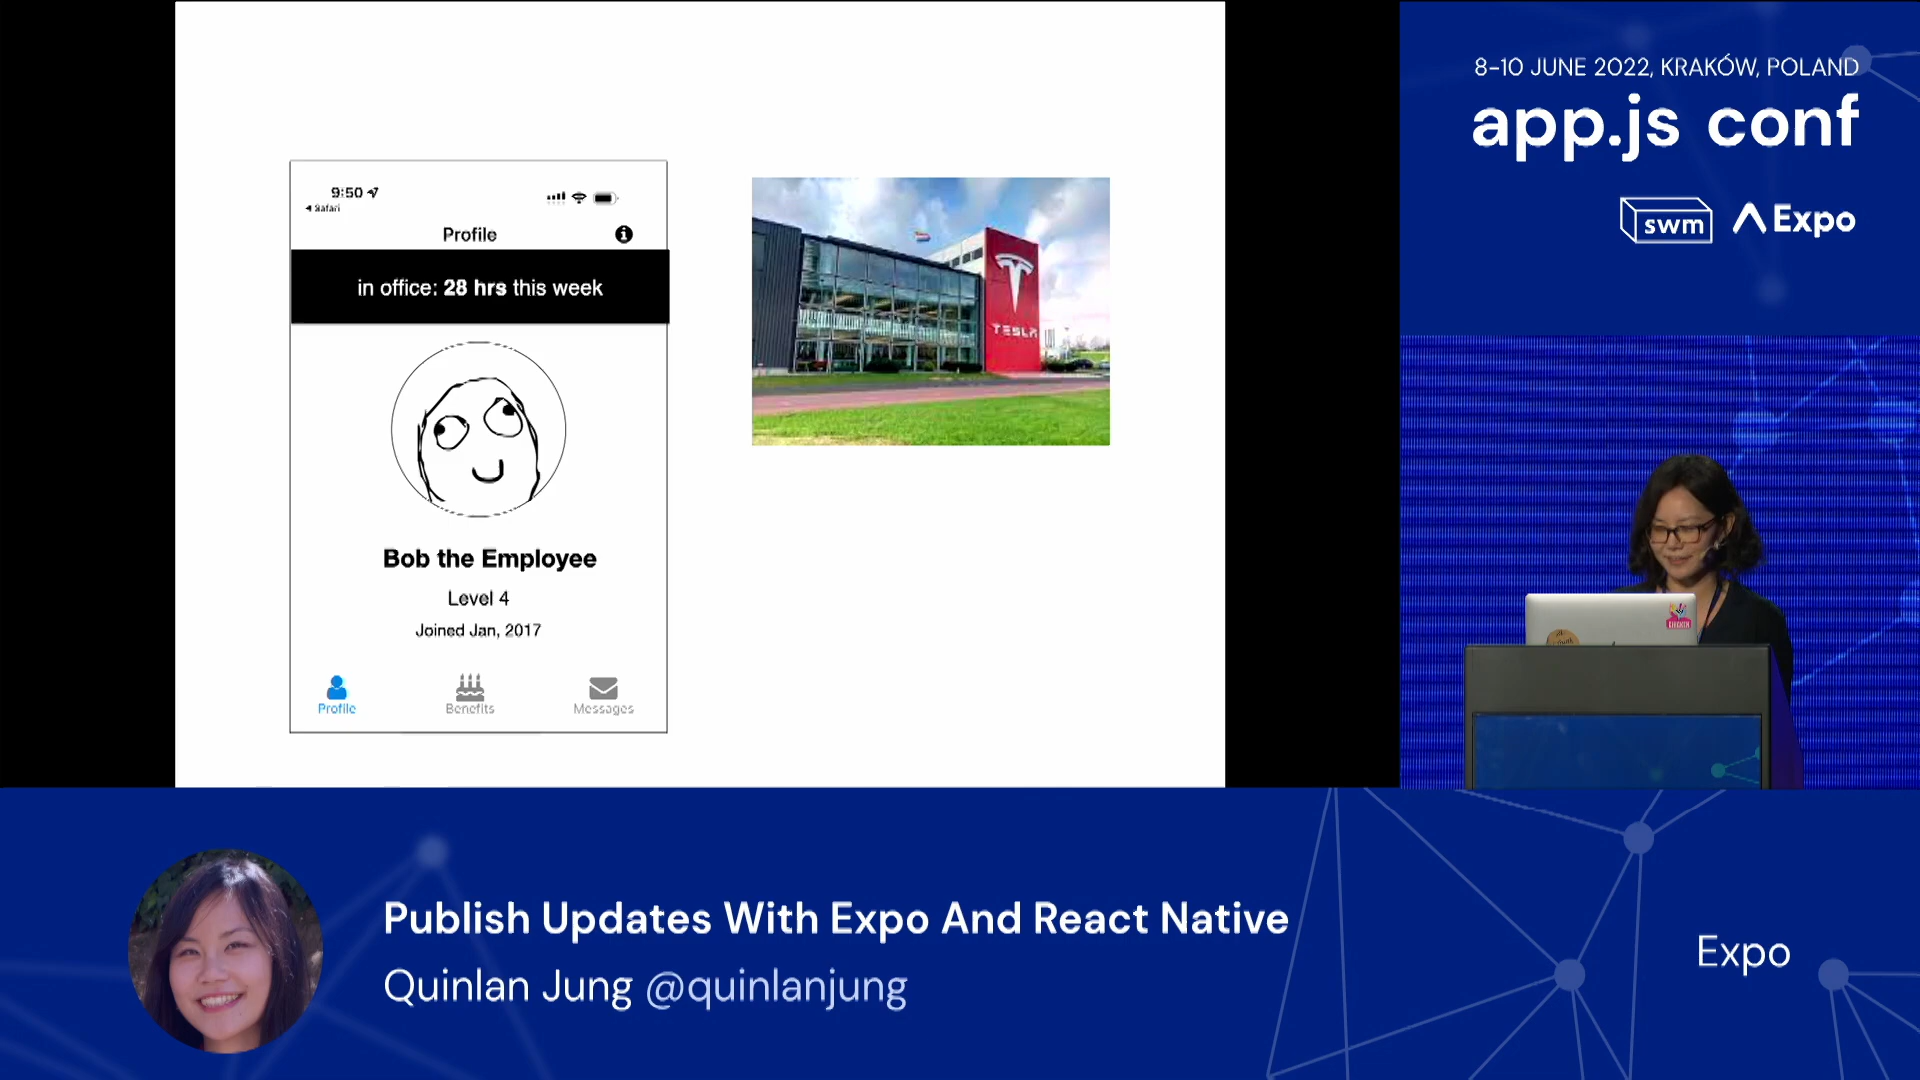 9:50
Safari
Profile
in office: 28 hrs this week
Bob the Employee
Level 4
Joined Jan, 2017
Profile
Benefits
Messages
TESLA
8-10 JUNE 2022, KRAKÓW, POLAND
app.js conf
swm
Expo
Publish Updates With Expo And React Native
Quinlan Jung @quinlanjung
Expo